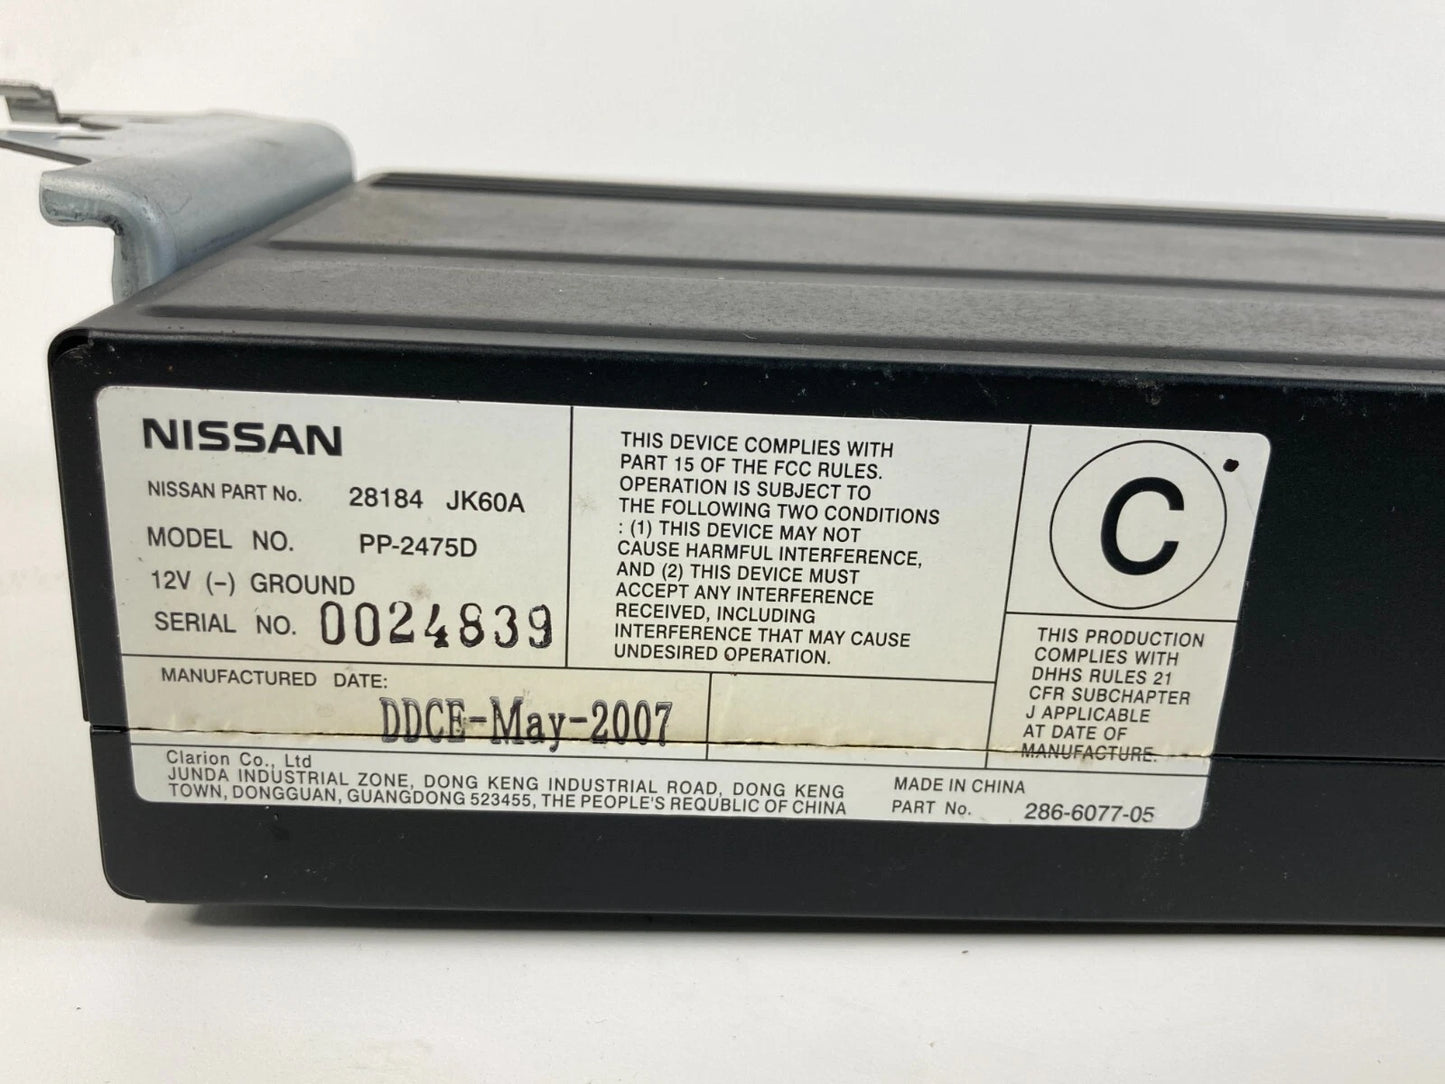 NISSAN
NISSAN PART No. 28184 JK60A
MODEL NO. PP-2475D
12V (-) GROUND
SERIAL NO. 0024839
THIS DEVICE COMPLIES WITH
PART 15 OF THE FCC RULES.
OPERATION IS SUBJECT TO
THE FOLLOWING TWO CONDITIONS
: (1) THIS DEVICE MAY NOT
CAUSE HARMFUL INTERFERENCE,
AND (2) THIS DEVICE MUST
ACCEPT ANY INTERFERENCE
RECEIVED, INCLUDING
INTERFERENCE THAT MAY CAUSE
UNDESIRED OPERATION.
C
THIS PRODUCTION
COMPLIES WITH
DHHS RULES 21
CFR SUBCHAPTER
J APPLICABLE
AT DATE OF
MANUFACTURE.
MANUFACTURED DATE:
DDCE-May-2007
Clarion Co., Ltd
JUNDA INDUSTRIAL ZONE, DONG KENG INDUSTRIAL ROAD, DONG KENG
TOWN, DONGGUAN, GUANGDONG 523455, THE PEOPLE'S REQUBLIC OF CHINA
MADE IN CHINA
PART No. 286-6077-05